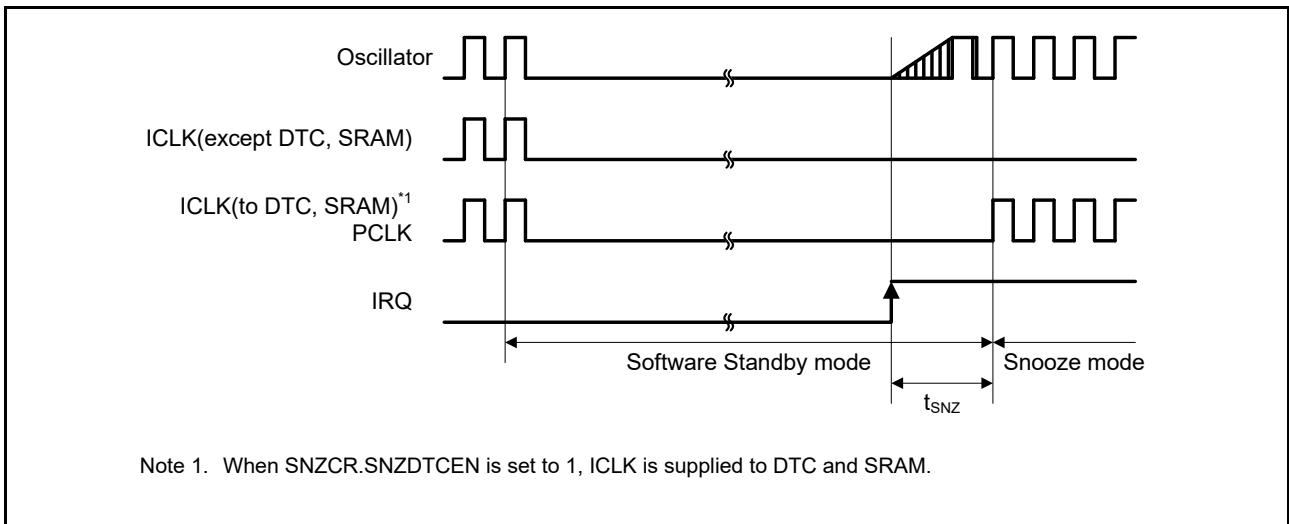 Oscillator
ICLK(except DTC, SRAM)
ICLK(to DTC, SRAM)*1
PCLK
IRQ
Software Standby mode
Snooze mode
tSNZ
Note 1. When SNZCR.SNZDTCEN is set to 1, ICLK is supplied to DTC and SRAM.